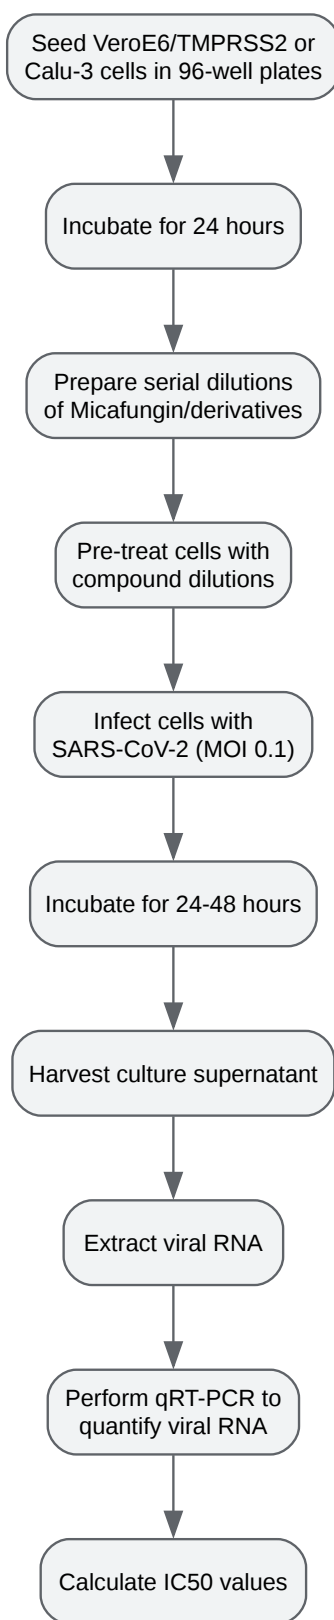 Seed VeroE6/TMPRSS2 or
Calu-3 cells in 96-well plates
Incubate for 24 hours
Prepare serial dilutions
of Micafungin/derivatives
Pre-treat cells with
compound dilutions
Infect cells with
SARS-CoV-2 (MOI 0.1)
Incubate for 24-48 hours
Harvest culture supernatant
Extract viral RNA
Perform qRT-PCR to
quantify viral RNA
Calculate IC50 values